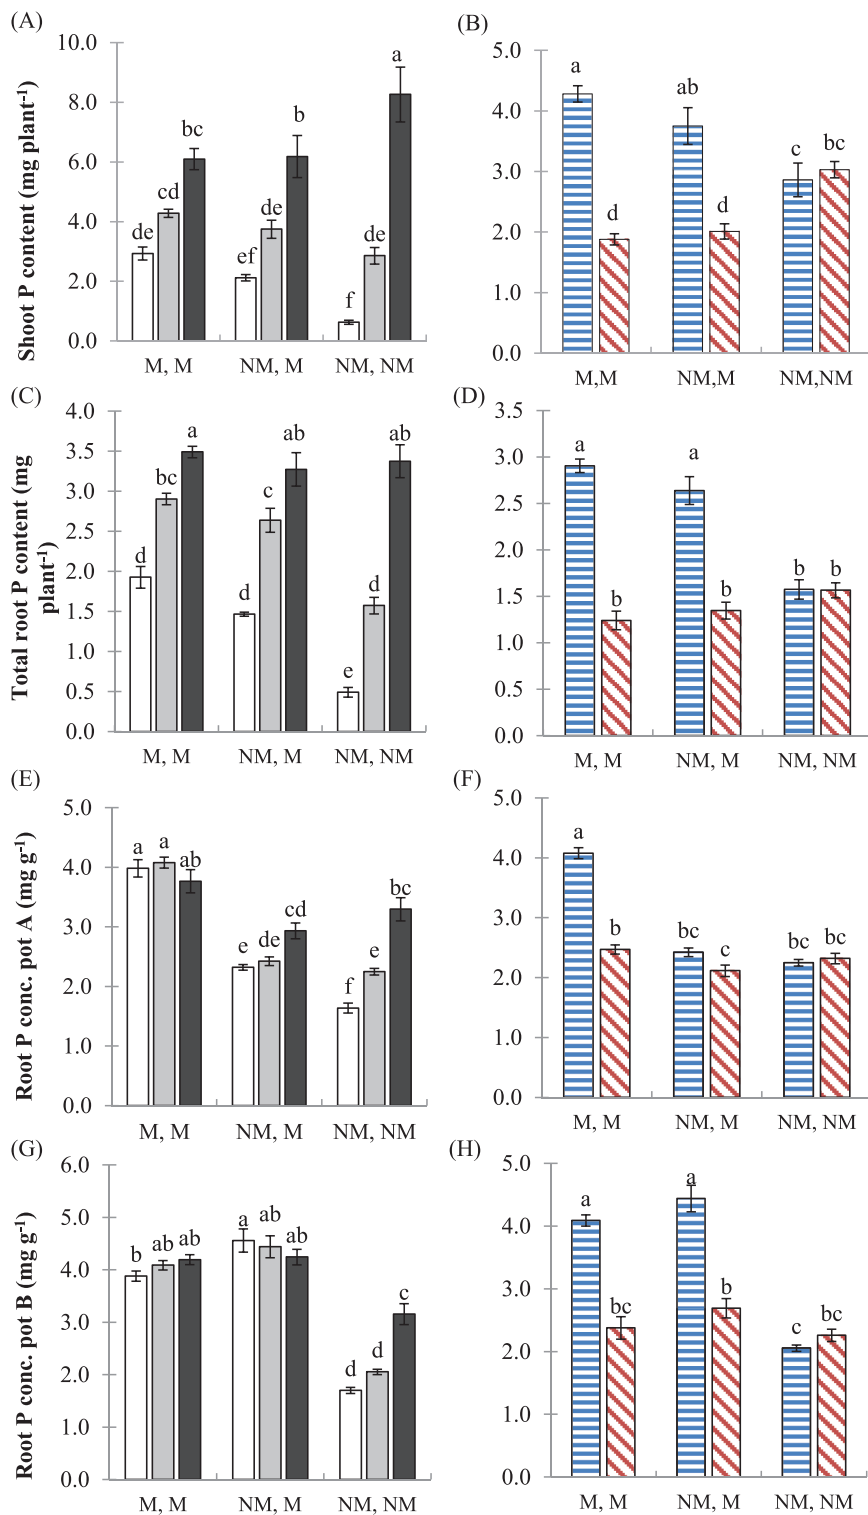 (A)
Shoot P content (mg plant⁻¹)
10.0
8.0
6.0
4.0
2.0
0.0
de cd bc
ef de b
f de a
M, M NM, M NM, NM
(B)
5.0
4.0
3.0
2.0
1.0
0.0
a d
ab d
c bc
M,M NM,M NM,NM
(C)
Total root P content (mg
plant⁻¹)
4.0
3.5
3.0
2.5
2.0
1.5
1.0
0.5
0.0
d bc a
d c ab
e d ab
M, M NM, M NM, NM
(D)
3.5
3.0
2.5
2.0
1.5
1.0
0.5
0.0
a b
a b
b b
M, M NM, M NM, NM
(E)
Root P conc. pot A (mg g⁻¹)
5.0
4.0
3.0
2.0
1.0
0.0
a a ab
e de cd
f e bc
M, M NM, M NM, NM
(F)
5.0
4.0
3.0
2.0
1.0
0.0
a b
bc c
bc bc
M, M NM, M NM, NM
(G)
Root P conc. pot B (mg g⁻¹)
6.0
5.0
4.0
3.0
2.0
1.0
0.0
b ab ab
a ab ab
d d c
M, M NM, M NM, NM
(H)
5.0
4.0
3.0
2.0
1.0
0.0
a bc
a b
c bc
M, M NM, M NM, NM